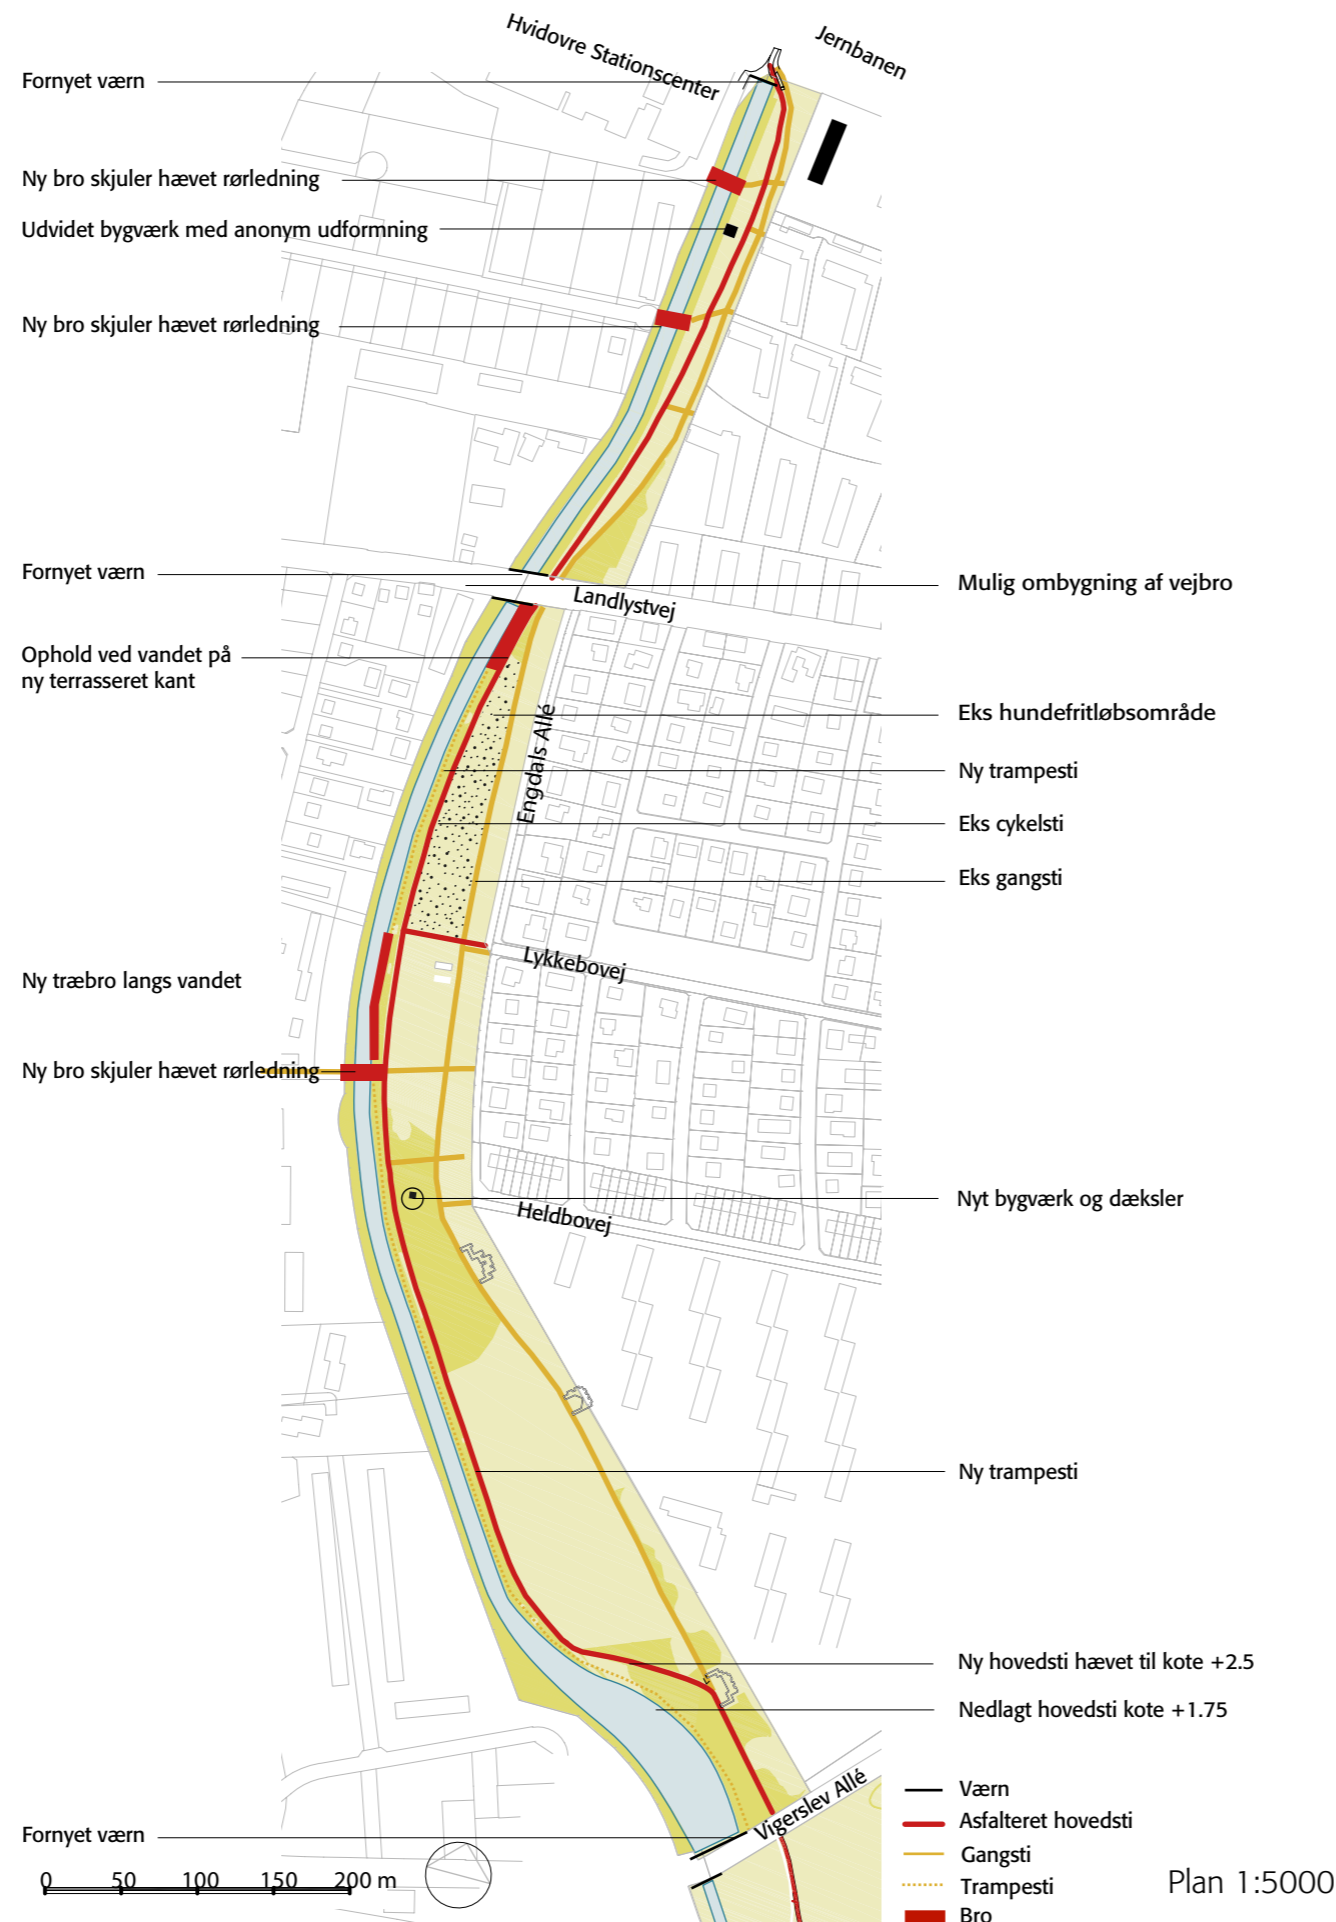 Hvidovre Stationscenter
Jernbanen
Fornyet værn
Ny bro skjuler hævet rørledning
Udvidet bygværk med anonym udformning
Ny bro skjuler hævet rørledning
Fornyet værn
Mulig ombygning af vejbro
Landlystvej
Ophold ved vandet på
ny terrasseret kant
Eks hundefritløbsområde
Engdals Allé
Ny trampesti
Eks cykelsti
Eks gangsti
Lykkebovej
Ny træbro langs vandet
Ny bro skjuler hævet rørledning
Nyt bygværk og dæksler
Heldbovej
Ny trampesti
Ny hovedsti hævet til kote +2.5
Nedlagt hovedsti kote +1.75
Vigerslev Allé
Fornyet værn
0 50 100 150 200 m
Værn
Asfalteret hovedsti
Gangsti
Trampesti
Bro
Plan 1:5000